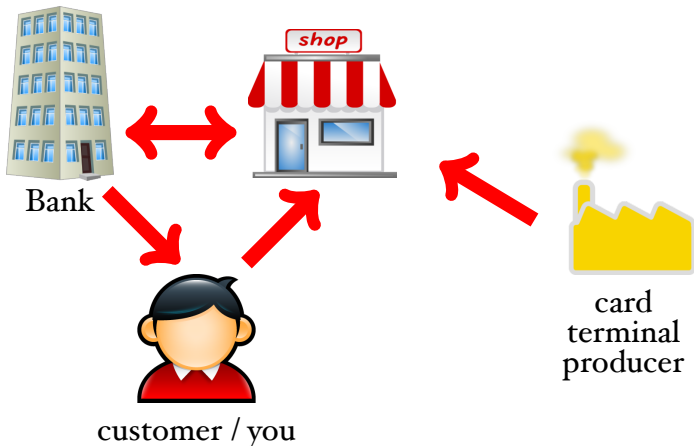 shop
Bank
card
terminal
producer
customer / you